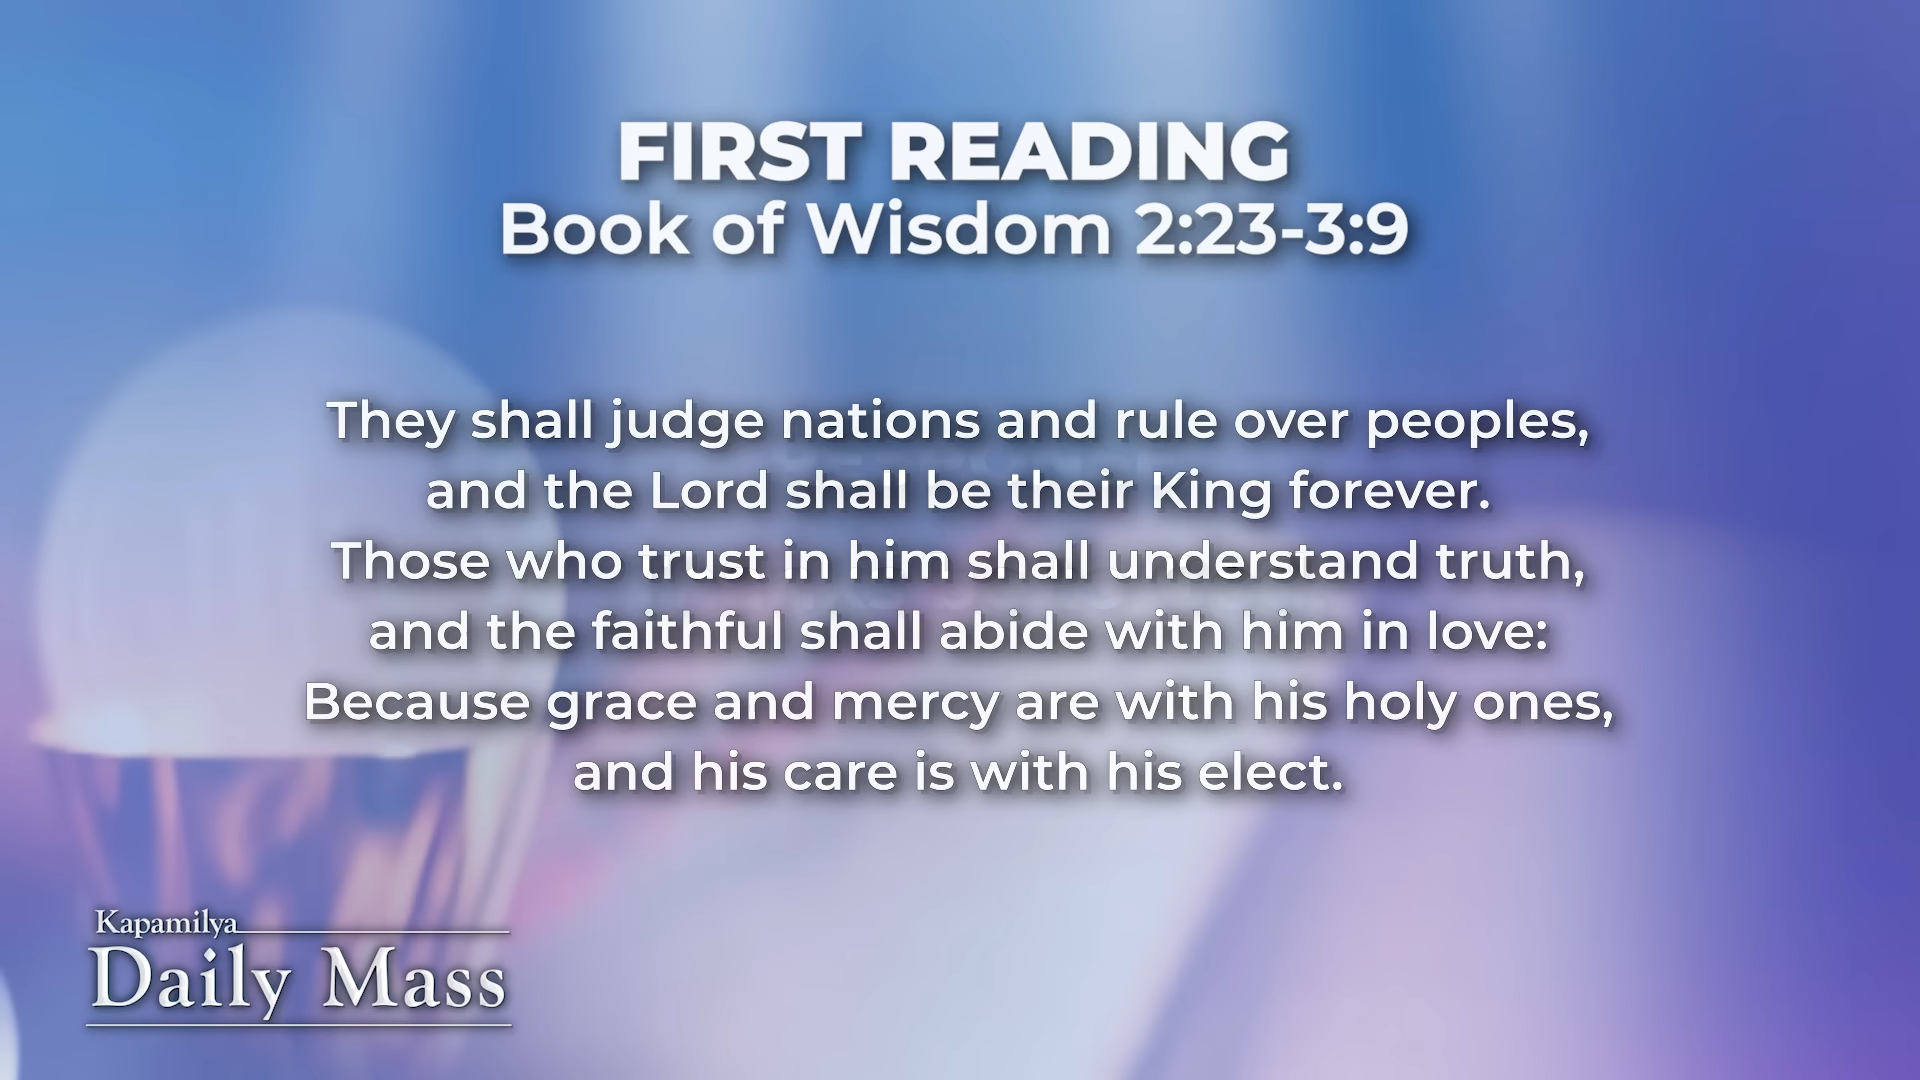 FIRST READING
Book of Wisdom 2:23-3:9
They shall judge nations and rule over peoples,
and the Lord shall be their King forever.
Those who trust in him shall understand truth,
and the faithful shall abide with him in love:
Because grace and mercy are with his holy ones,
and his care is with his elect.
Kapamilya
Daily Mass